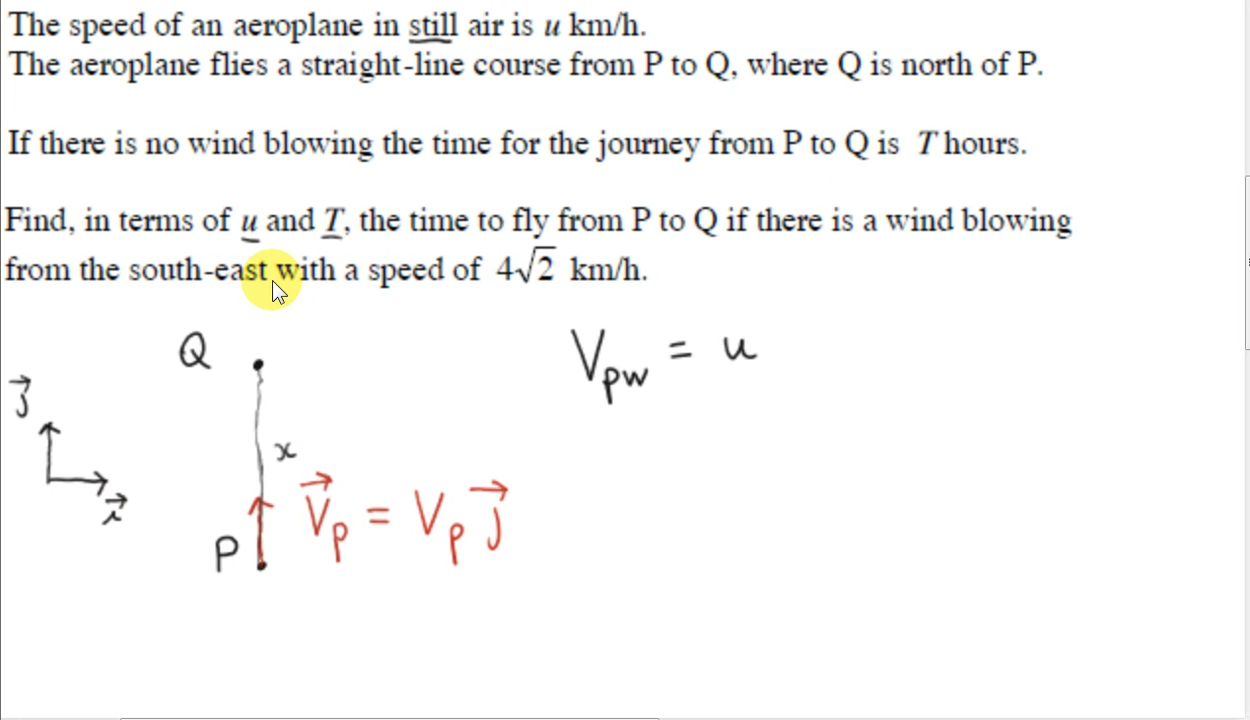 The speed of an aeroplane in still air is u km/h.
The aeroplane flies a straight-line course from P to Q, where Q is north of P.
If there is no wind blowing the time for the journey from P to Q is T hours.
Find, in terms of u and T, the time to fly from P to Q if there is a wind blowing
from the south-east with a speed of 4√2 km/h.
Q
V_pw = u
j⃗
x
i⃗
V⃗_p = V_p j⃗
P